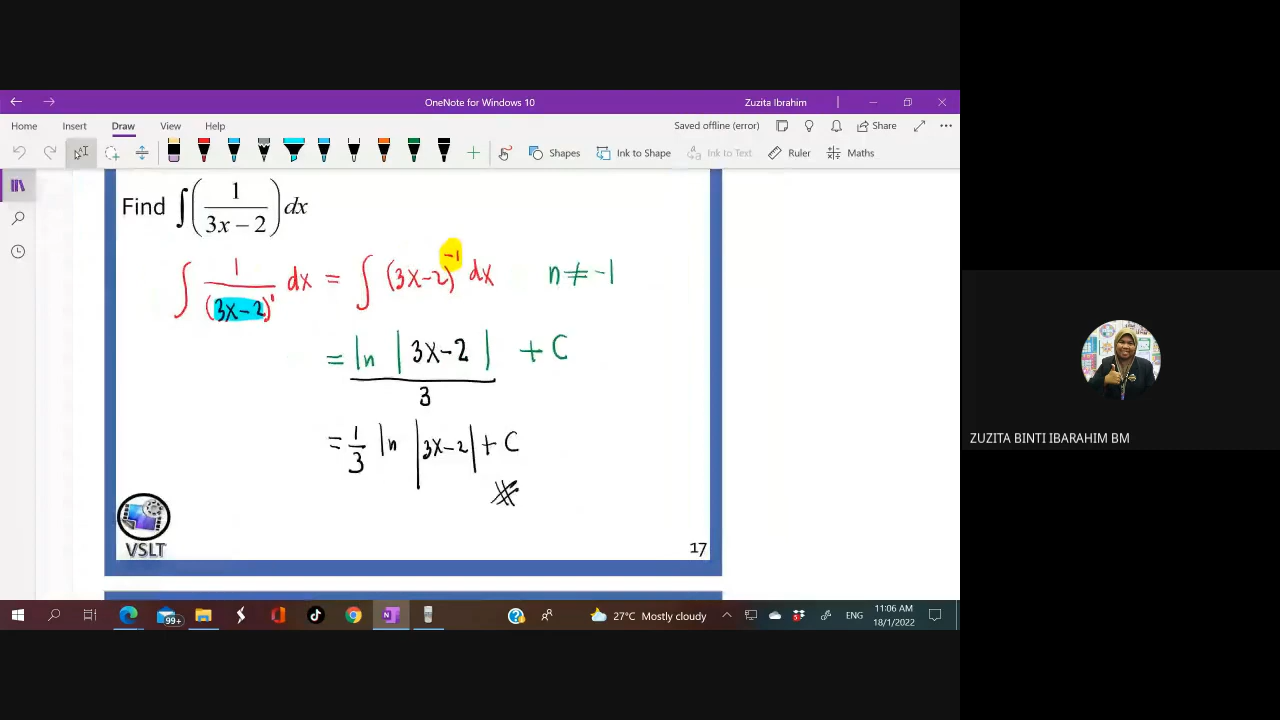 OneNote for Windows 10
Zuzita Ibrahim
Home Insert Draw View Help
Saved offline (error)
Share
Shapes
Ink to Shape
Ink to Text
Ruler
Maths
Find ∫(1/(3x − 2))dx
∫ 1/(3x−2)¹ dx = ∫ (3x−2)⁻¹ dx n ≠ −1
= ln |3x−2|/3 + C
= 1/3 ln |3x−2| + C
VSLT
17
ZUZITA BINTI IBARAHIM BM
99+
27°C Mostly cloudy
ENG
11:06 AM
18/1/2022